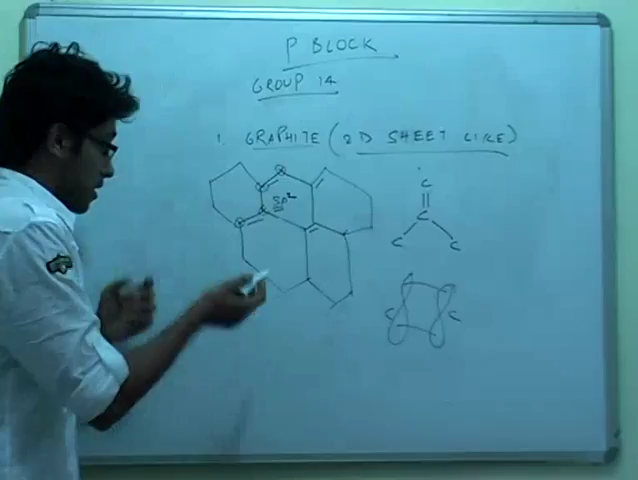 P BLOCK
GROUP 14
1. GRAPHITE (2D SHEET LIKE)
SP²
C
C
C C
C C